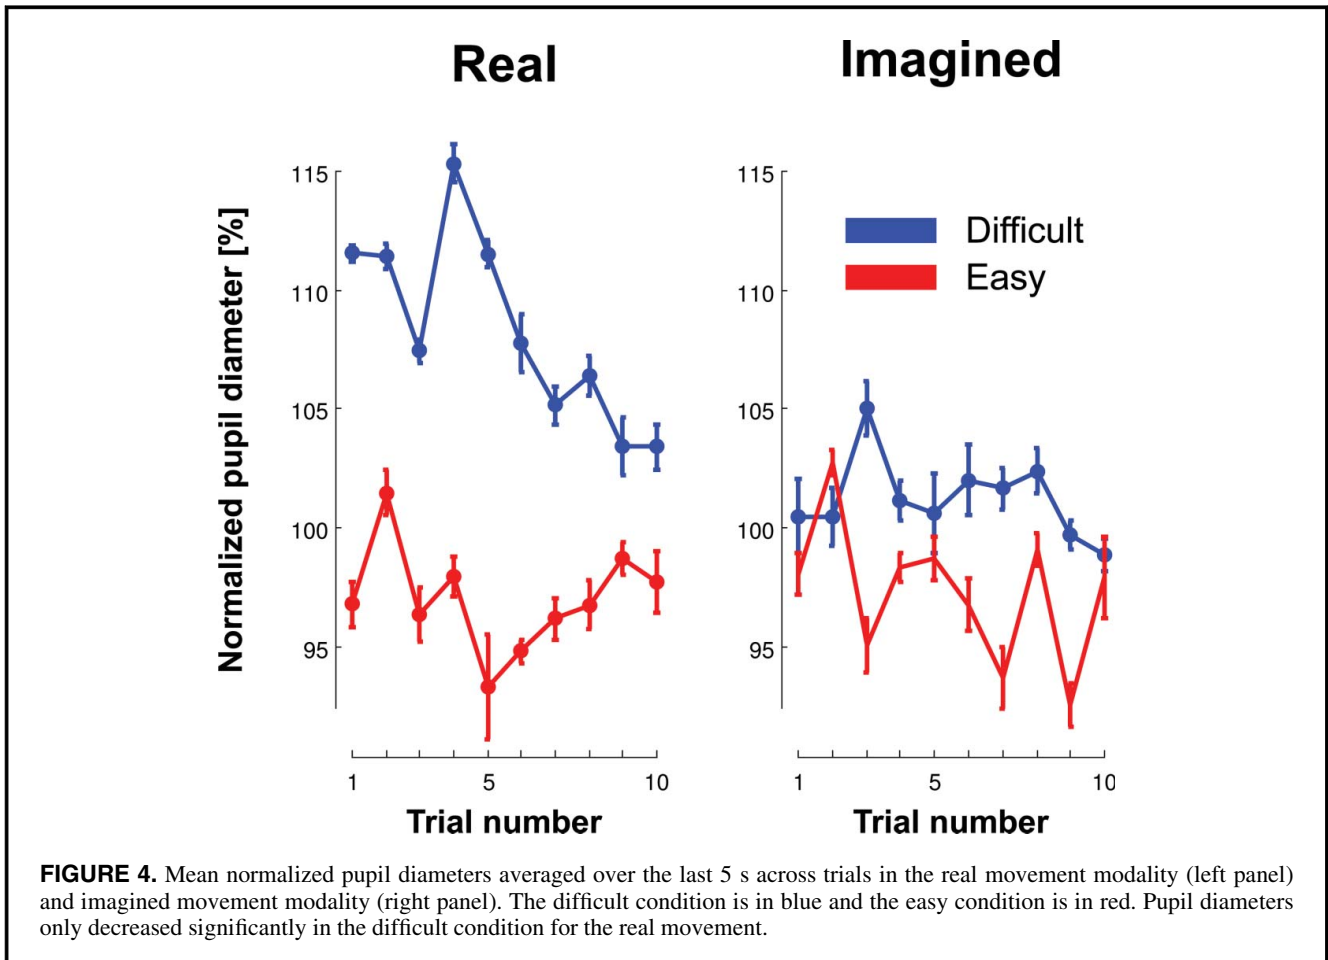 Real
Imagined
Normalized pupil diameter [%]
115
110
105
100
95
1
5
10
Trial number
115
110
105
100
95
1
5
10
Trial number
Difficult
Easy
FIGURE 4. Mean normalized pupil diameters averaged over the last 5 s across trials in the real movement modality (left panel)
and imagined movement modality (right panel). The difficult condition is in blue and the easy condition is in red. Pupil diameters
only decreased significantly in the difficult condition for the real movement.